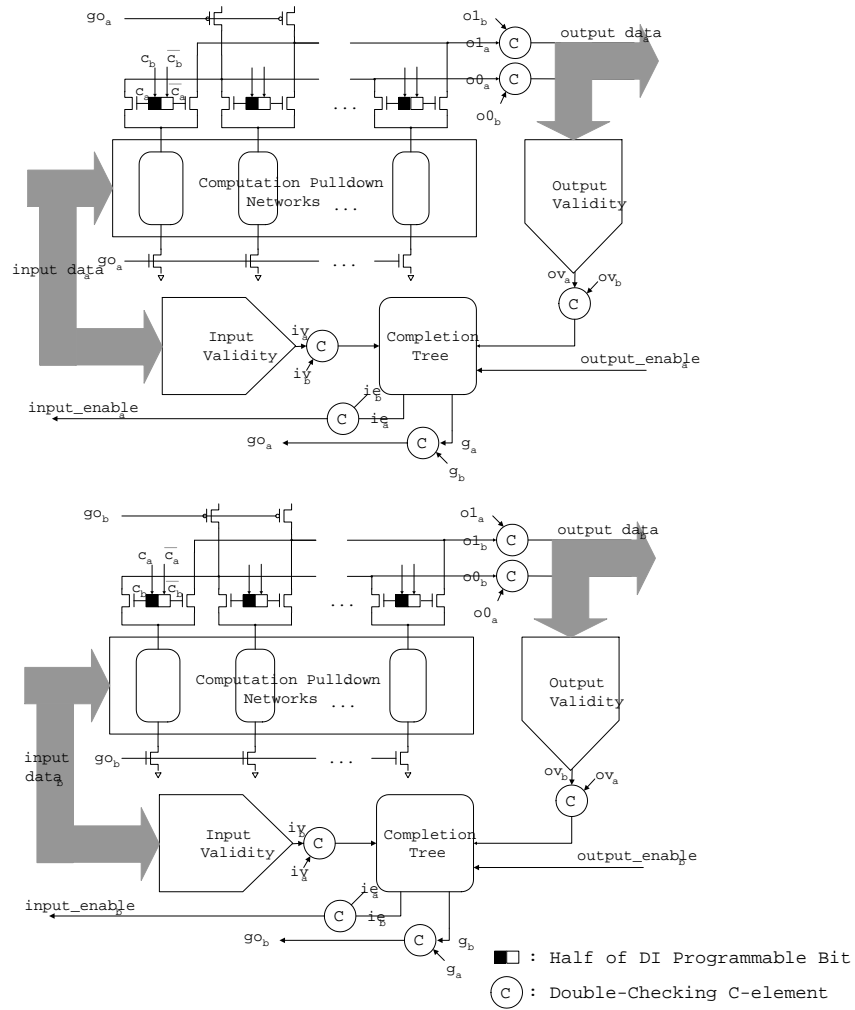 go_a
o1_b
output data_a
c_b c̅_b
o1_a
C
c_a c̅_a
o0_a
C
...
o0_b
Computation Pulldown ...
Networks ...
Output
Validity
input data_a
go_a
...
ov_a
ov_b
C
Input
Validity
iv_a
C
iv_b
Completion
Tree
output_enable_a
input_enable_a
C
ie_b
ie_a
go_a
C
g_a
g_b
go_b
o1_a
output data_b
c_a c̅_a
o1_b
C
c_b c̅_b
o0_b
C
...
o0_a
Computation Pulldown ...
Networks ...
Output
Validity
input
data_b
go_b
...
ov_b
ov_a
C
Input
Validity
iv_b
C
iv_a
Completion
Tree
output_enable_b
input_enable_b
C
ie_a
ie_b
go_b
C
g_b
g_a
: Half of DI Programmable Bit
C : Double-Checking C-element